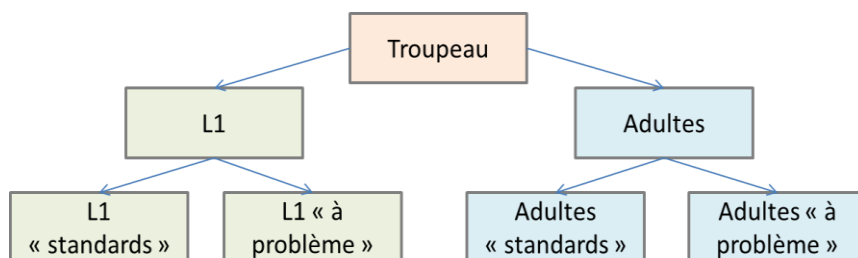 Troupeau
L1
Adultes
L1
« standards »
L1 « à
problème »
Adultes
« standards »
Adultes « à
problème »